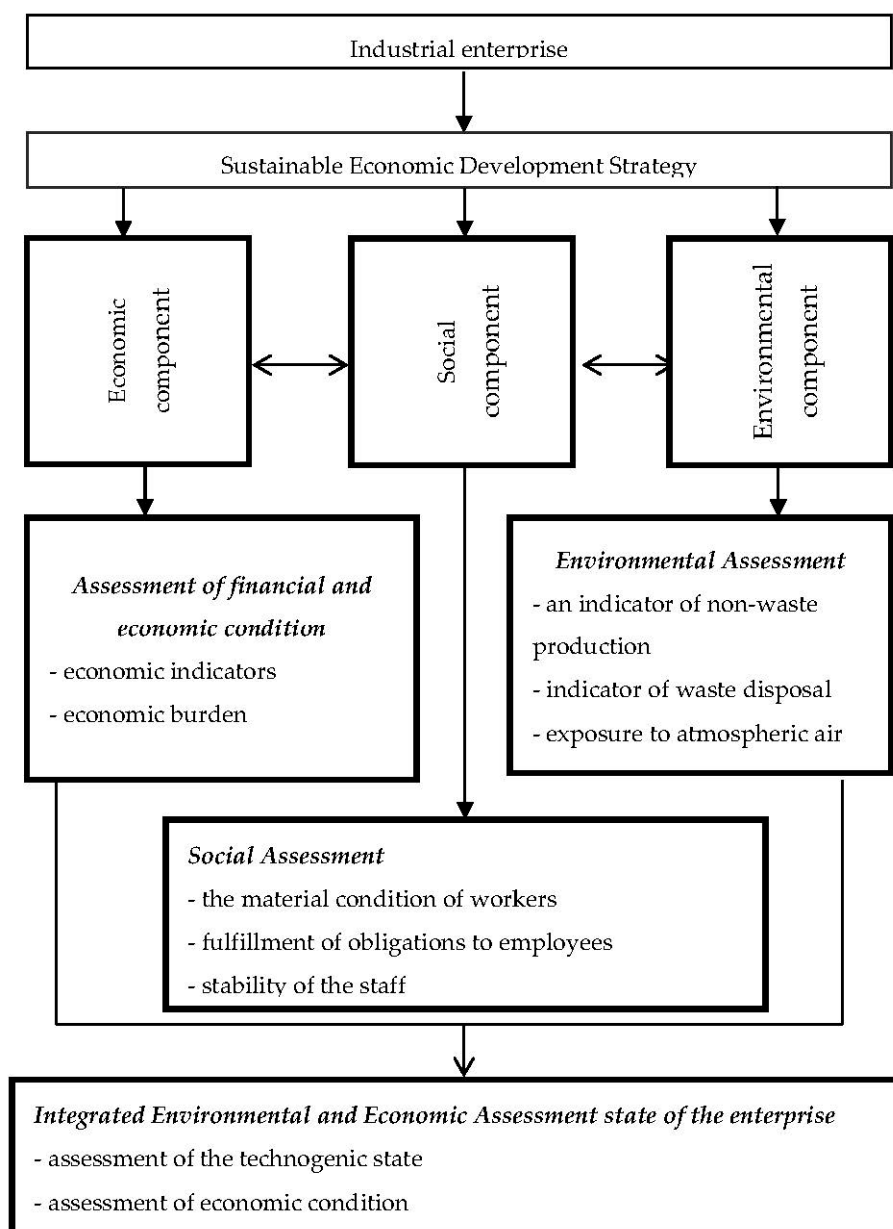 Industrial enterprise
Sustainable Economic Development Strategy
Economic
component
Social
component
Environmental
component
Assessment of financial and
economic condition
- economic indicators
- economic burden
Environmental Assessment
- an indicator of non-waste
production
- indicator of waste disposal
- exposure to atmospheric air
Social Assessment
- the material condition of workers
- fulfillment of obligations to employees
- stability of the staff
Integrated Environmental and Economic Assessment state of the enterprise
- assessment of the technogenic state
- assessment of economic condition